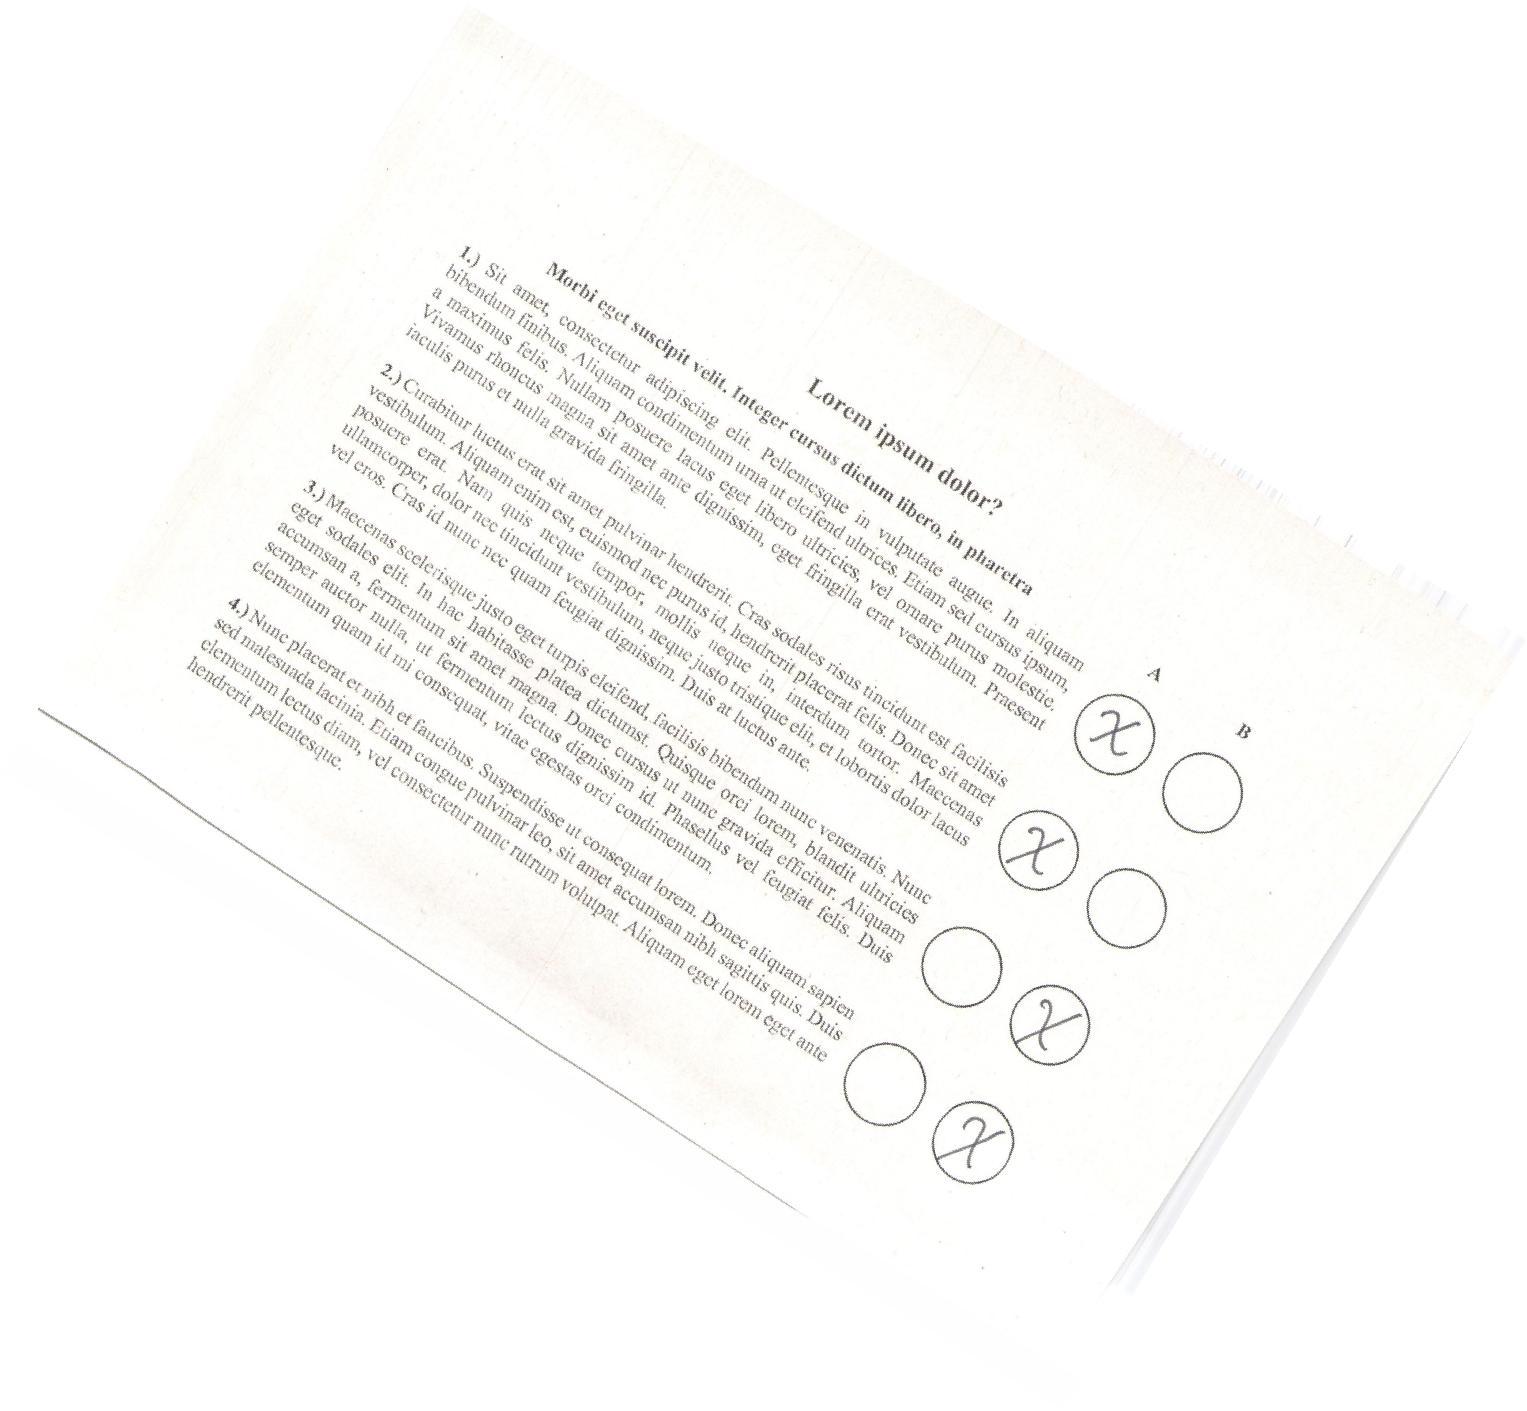 Lorem ipsum dolor?
Morbi eget suscipit velit. Integer cursus dictum libero, in pharetra
A
B
1.) Sit amet, consectetur adipiscing elit. Pellentesque in vulputate augue. In aliquam
bibendum finibus. Aliquam condimentum urna ut eleifend ultrices. Etiam sed cursus ipsum,
a maximus felis. Nullam posuere lacus eget libero ultricies, vel ornare purus molestie.
Vivamus rhoncus magna sit amet ante dignissim, eget fringilla erat vestibulum. Praesent
iaculis purus et nulla gravida fringilla.
X
2.) Curabitur luctus erat sit amet pulvinar hendrerit. Cras sodales risus tincidunt est facilisis
vestibulum. Aliquam enim est, euismod nec purus id, hendrerit placerat felis. Donec sit amet
posuere erat. Nam quis neque tempor, mollis neque in, interdum tortor. Maecenas
ullamcorper, dolor nec tincidunt vestibulum, neque justo tristique elit, et lobortis dolor lacus
vel eros. Cras id nunc nec quam feugiat dignissim. Duis at luctus ante.
X
3.) Maecenas scelerisque justo eget turpis eleifend, facilisis bibendum nunc venenatis. Nunc
eget sodales elit. In hac habitasse platea dictumst. Quisque orci lorem, blandit ultricies
accumsan a, fermentum sit amet magna. Donec cursus ut nunc gravida efficitur. Aliquam
semper auctor nulla, ut fermentum lectus dignissim id. Phasellus vel feugiat felis. Duis
elementum quam id mi consequat, vitae egestas orci condimentum.
X
4.) Nunc placerat et nibh et faucibus. Suspendisse ut consequat lorem. Donec aliquam sapien
sed malesuada lacinia. Etiam congue pulvinar leo, sit amet accumsan nibh sagittis quis. Duis
elementum lectus diam, vel consectetur nunc rutrum volutpat. Aliquam eget lorem eget ante
hendrerit pellentesque.
X